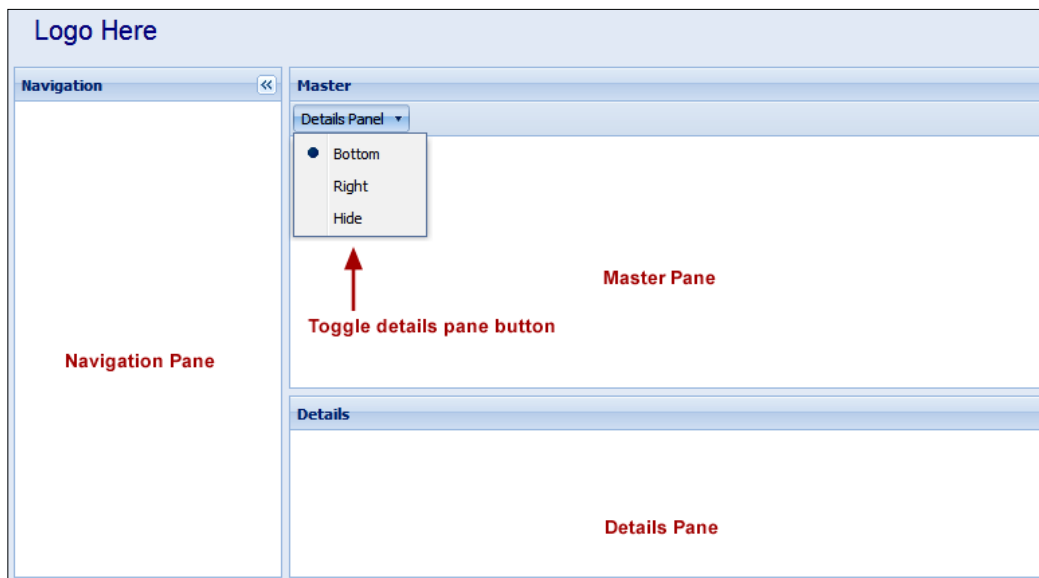 Logo Here
Navigation
Master
Details Panel
Bottom
Right
Hide
Master Pane
Toggle details pane button
Navigation Pane
Details
Details Pane